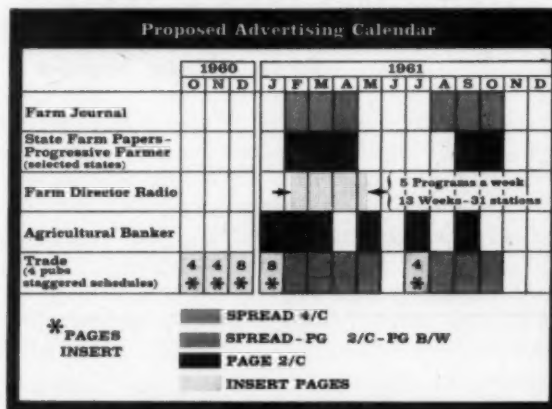 Proposed Advertising Calendar
1960 1961
O N D J F M A M J J A S O N D
Farm Journal
State Farm Papers-
Progressive Farmer
(selected states)
Farm Director Radio
5 Programs a week
13 Weeks-31 stations
Agricultural Banker
Trade
(4 pubs
staggered schedules)
4 4 8 8 4
* * * * *
* PAGES
INSERT
SPREAD 4/C
SPREAD-PG 2/C-PG B/W
PAGE 2/C
INSERT PAGES